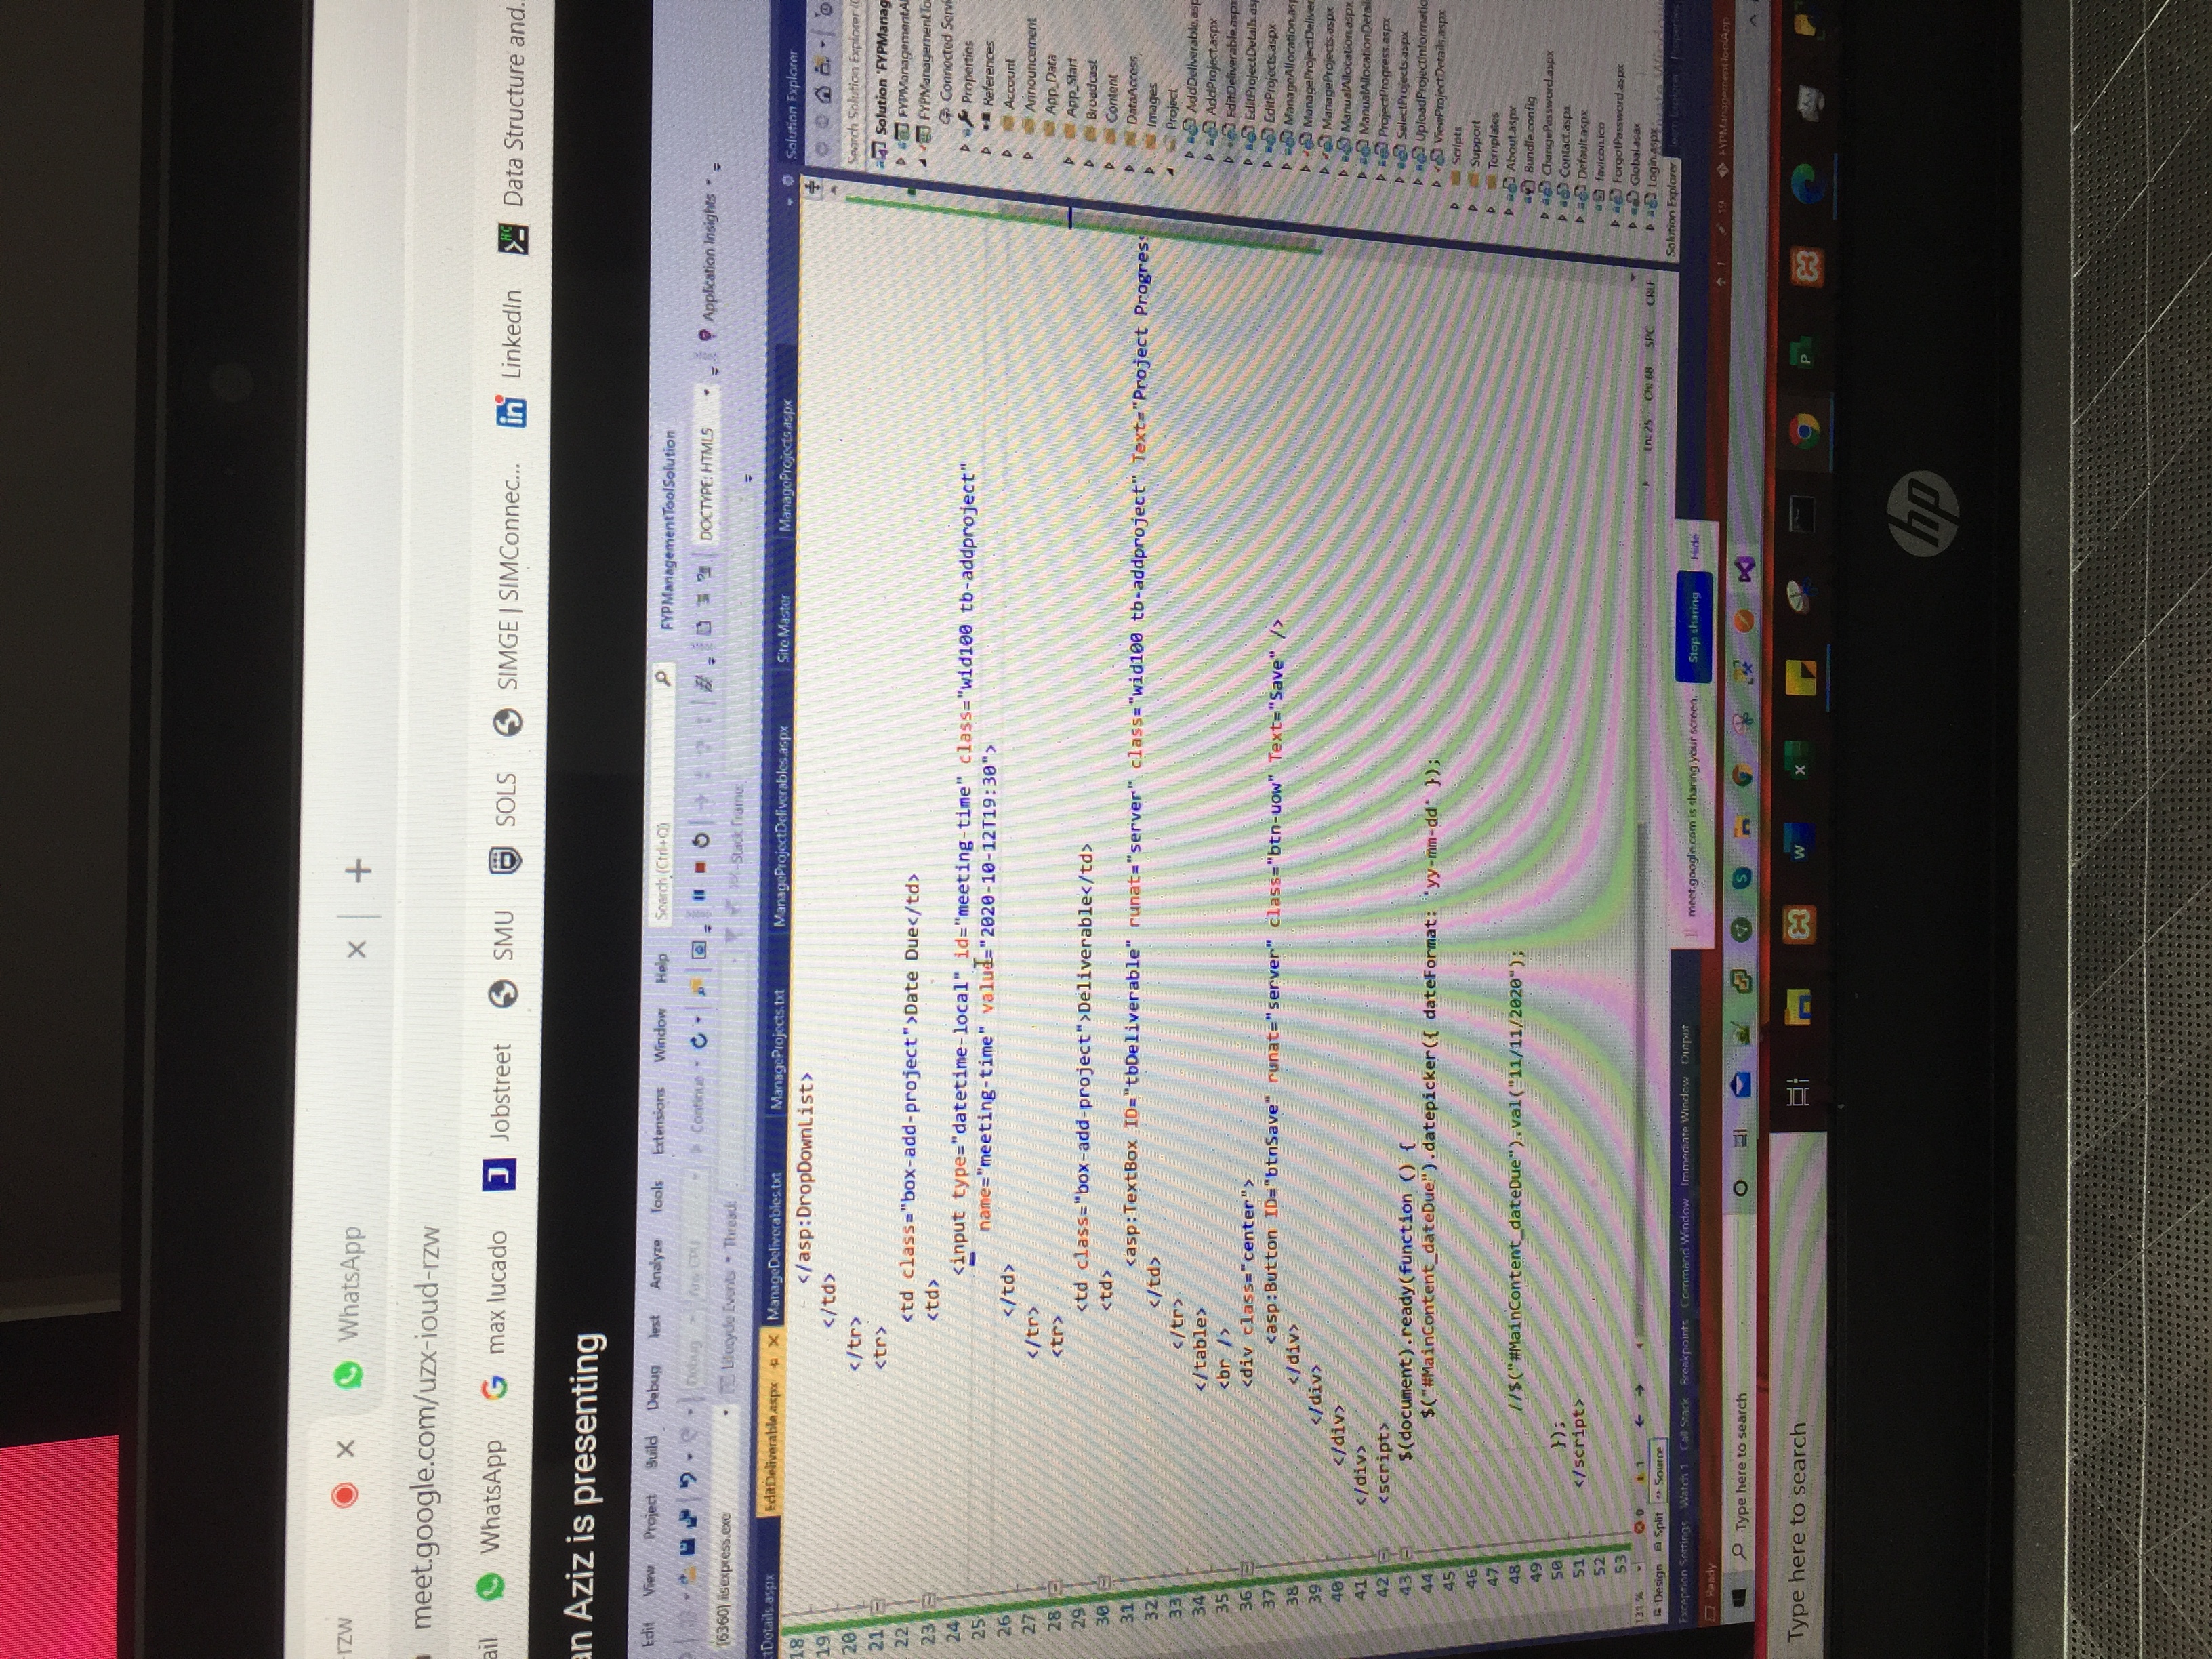 -rzw
WhatsApp
meet.google.com/uzx-ioud-rzw
ail WhatsApp max lucado Jobstreet SMU SOLS SIMGE | SIMConnec... LinkedIn Data Structure and...
an Aziz is presenting
Edit View Project Build Debug Test Analyze Tools Extensions Window Help Search (Ctrl+Q) FYPManagementToolSolution
Debug Any CPU Continue DOCTYPE: HTML5 Application Insights
[6360] iisexpress.exe Lifecycle Events Thread: Stack Frame:
ctDetails.aspx EditDeliverable.aspx ManageDeliverables.txt ManageProjects.txt ManageProjectDeliverables.aspx Site.Master ManageProjects.aspx
18 </asp:DropDownList>
19 </td>
20 </tr>
21 <tr>
22 <td class="box-add-project">Date Due</td>
23 <td>
24 <input type="datetime-local" id="meeting-time" class="wid100 tb-addproject"
25 name="meeting-time" value="2020-10-12T19:30">
26 </td>
27 </tr>
28 <tr>
29 <td class="box-add-project">Deliverable</td>
30 <td>
31 <asp:TextBox ID="tbDeliverable" runat="server" class="wid100 tb-addproject" Text="Project Progres
32 </td>
33 </tr>
34 </table>
35 <br />
36 <div class="center">
37 <asp:Button ID="btnSave" runat="server" class="btn-uow" Text="Save" />
38 </div>
39 </div>
40 </div>
41 </div>
42 <script>
43 $(document).ready(function () {
44 $("#MainContent_dateDue").datepicker({ dateFormat: 'yy-mm-dd' });
45
46
47
48 //$("#MainContent_dateDue").val("11/11/2020");
49
50 });
51 </script>
52
53
131 % 0 1 Ln: 25 Ch: 68 SPC CRLF
Design Split Source
Exception Settings Watch 1 Call Stack Breakpoints Command Window Immediate Window Output
Ready
meet.google.com is sharing your screen. Stop sharing Hide
1 19 FYPManagementToolApp
Solution Explorer
Search Solution Explorer (C
Solution 'FYPManag
FYPManagementA
FYPManagementTo
Connected Servi
Properties
References
Account
Announcement
App_Data
App_Start
Broadcast
Content
DataAccess
Images
Project
AddDeliverable.asp
AddProject.aspx
EditDeliverable.aspx
EditProjectDetails.as
EditProjects.aspx
ManageAllocation.asp
ManageProjectDeliver
ManageProjects.aspx
ManualAllocation.aspx
ManualAllocationDetail
ProjectProgress.aspx
SelectProjects.aspx
UploadProjectInformatio
ViewProjectDetails.aspx
Scripts
Support
Templates
About.aspx
Bundle.config
ChangePassword.aspx
Contact.aspx
Default.aspx
favicon.ico
ForgotPassword.aspx
Global.asax
Login.aspx
Solution Explorer Team Explorer Properties
Type here to search
Type here to search
hp